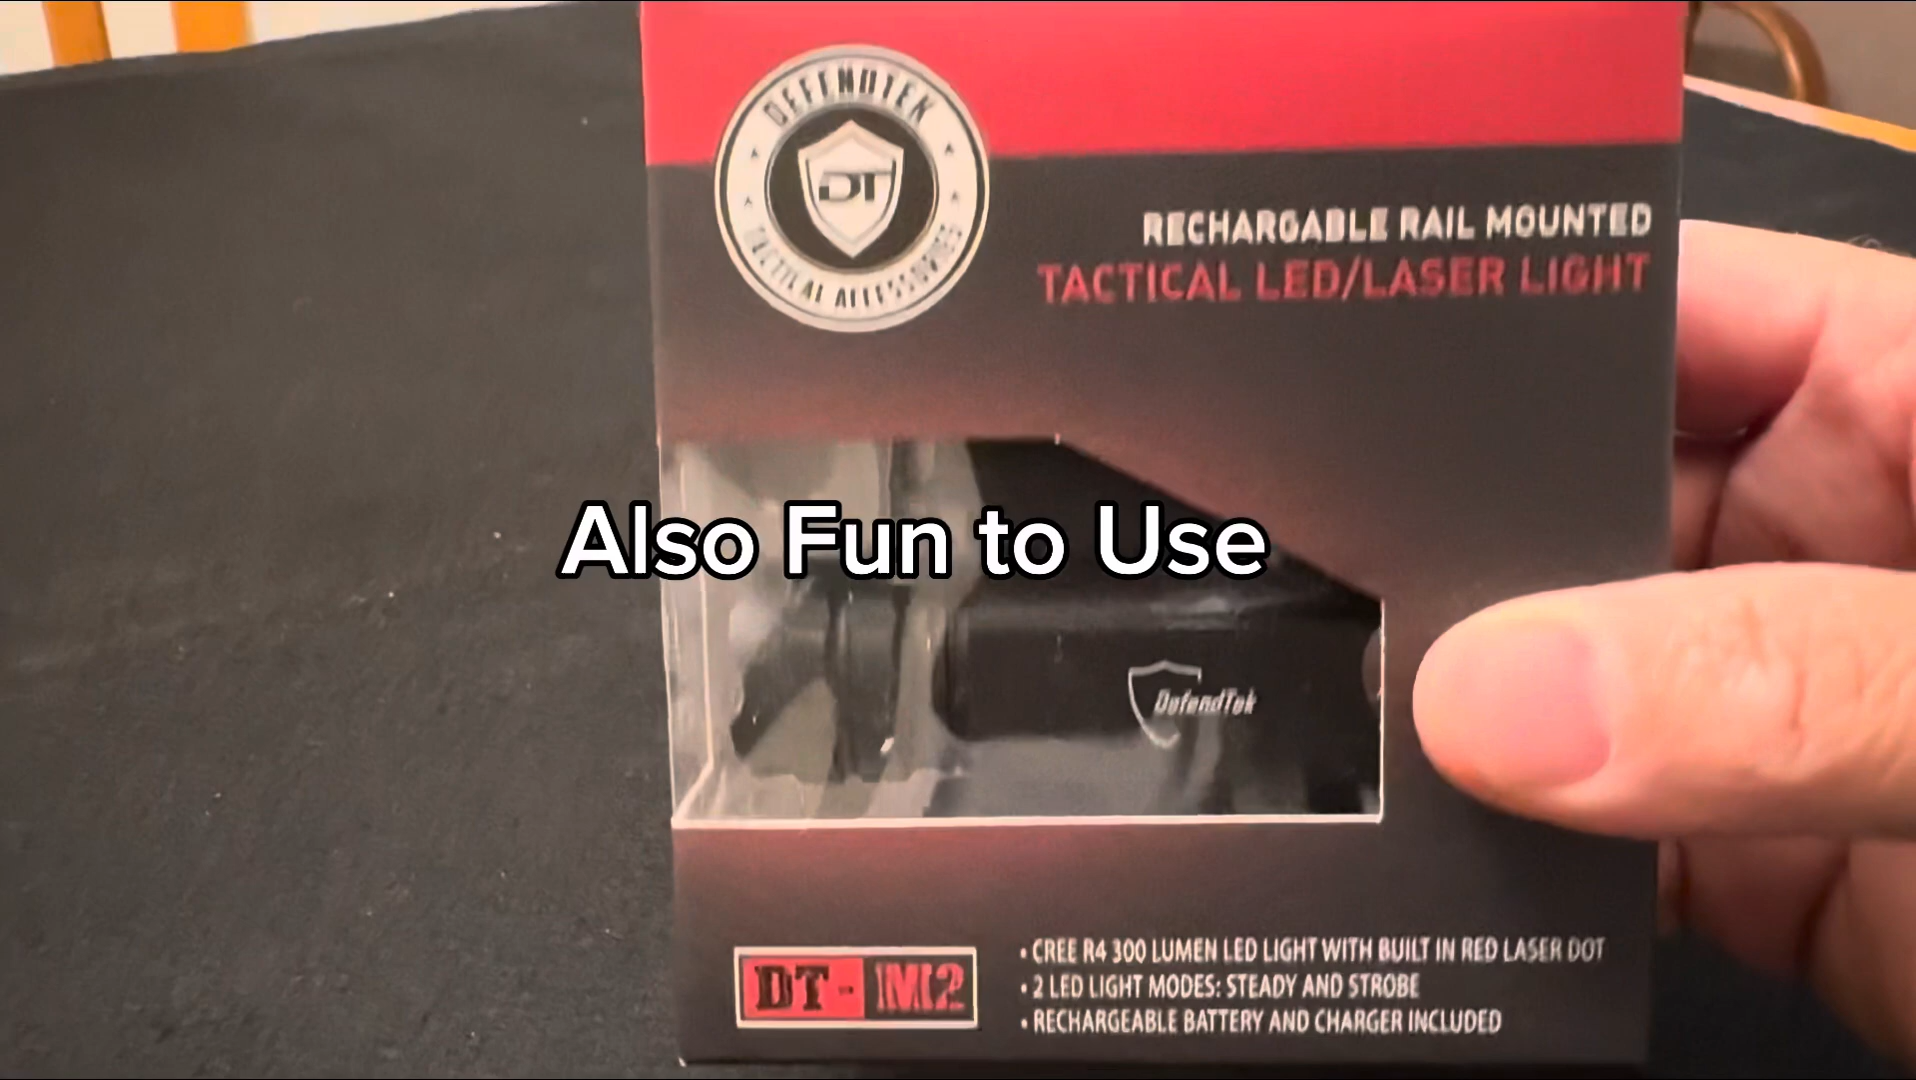 DEFENDTEK
DT
TACTICAL ACCESSORIES
RECHARGABLE RAIL MOUNTED
TACTICAL LED/LASER LIGHT
Also Fun to Use
DefendTek
DT-M2
• CREE R4 300 LUMEN LED LIGHT WITH BUILT IN RED LASER DOT
• 2 LED LIGHT MODES: STEADY AND STROBE
• RECHARGEABLE BATTERY AND CHARGER INCLUDED